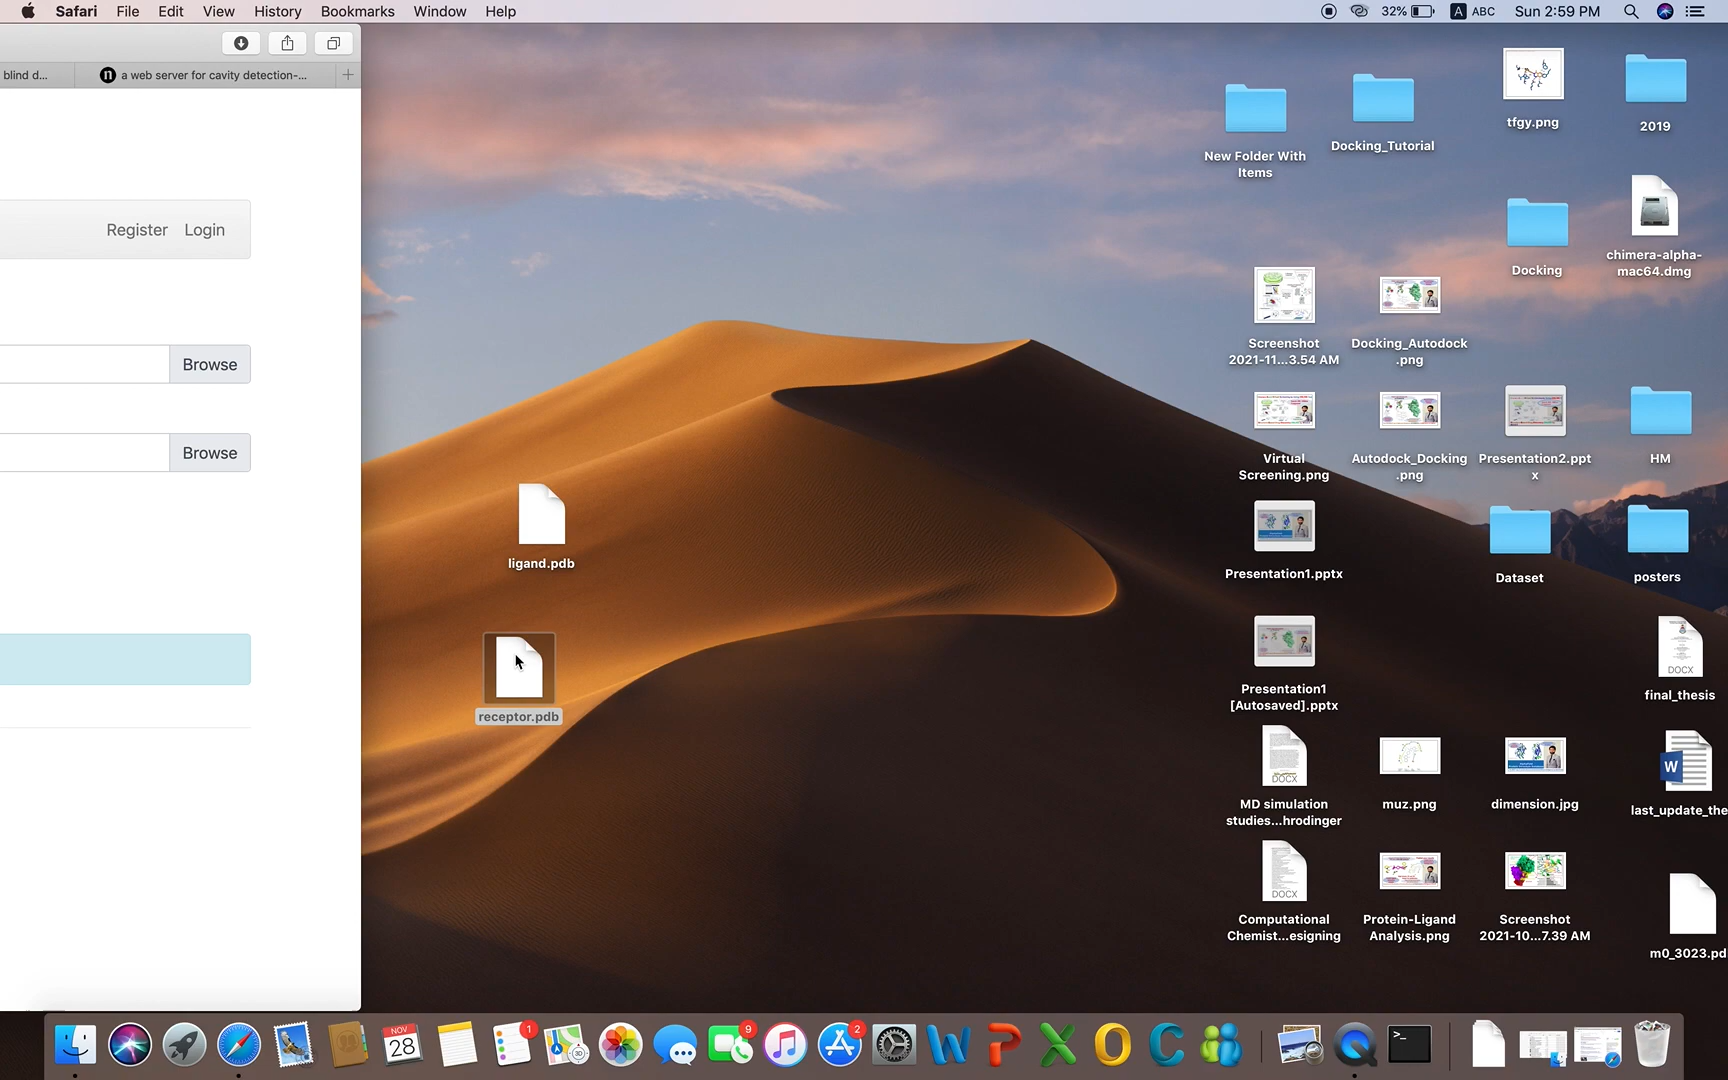 Safari File Edit View History Bookmarks Window Help
32% A ABC Sun 2:59 PM
blind d...
n a web server for cavity detection-...
Register Login
Browse
Browse
ligand.pdb
receptor.pdb
New Folder With
Items
Docking_Tutorial
tfgy.png
2019
Docking
chimera-alpha-
mac64.dmg
Screenshot
2021-11...3.54 AM
Docking_Autodock
.png
Virtual
Screening.png
Autodock_Docking
.png
Presentation2.ppt
x
HM
Presentation1.pptx
Dataset
posters
Presentation1
[Autosaved].pptx
DOCX
final_thesis
DOCX
MD simulation
studies...hrodinger
muz.png
dimension.jpg
W
last_update_the
DOCX
Computational
Chemist...esigning
Protein-Ligand
Analysis.png
Screenshot
2021-10...7.39 AM
m0_3023.pd
NOV
28
1
3D
9
2
>_